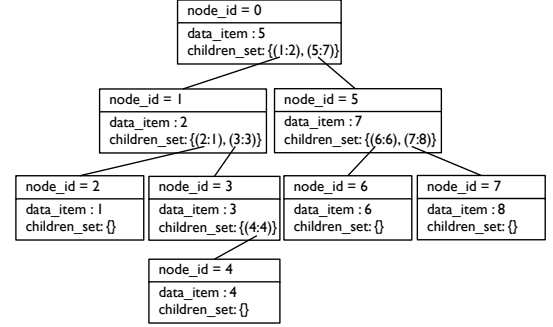 node_id = 0
data_item : 5
children_set: {(1:2), (5:7)}
node_id = 1
data_item : 2
children_set: {(2:1), (3:3)}
node_id = 5
data_item : 7
children_set: {(6:6), (7:8)}
node_id = 2
data_item : 1
children_set: {}
node_id = 3
data_item : 3
children_set: {(4:4)}
node_id = 6
data_item : 6
children_set: {}
node_id = 7
data_item : 8
children_set: {}
node_id = 4
data_item : 4
children_set: {}